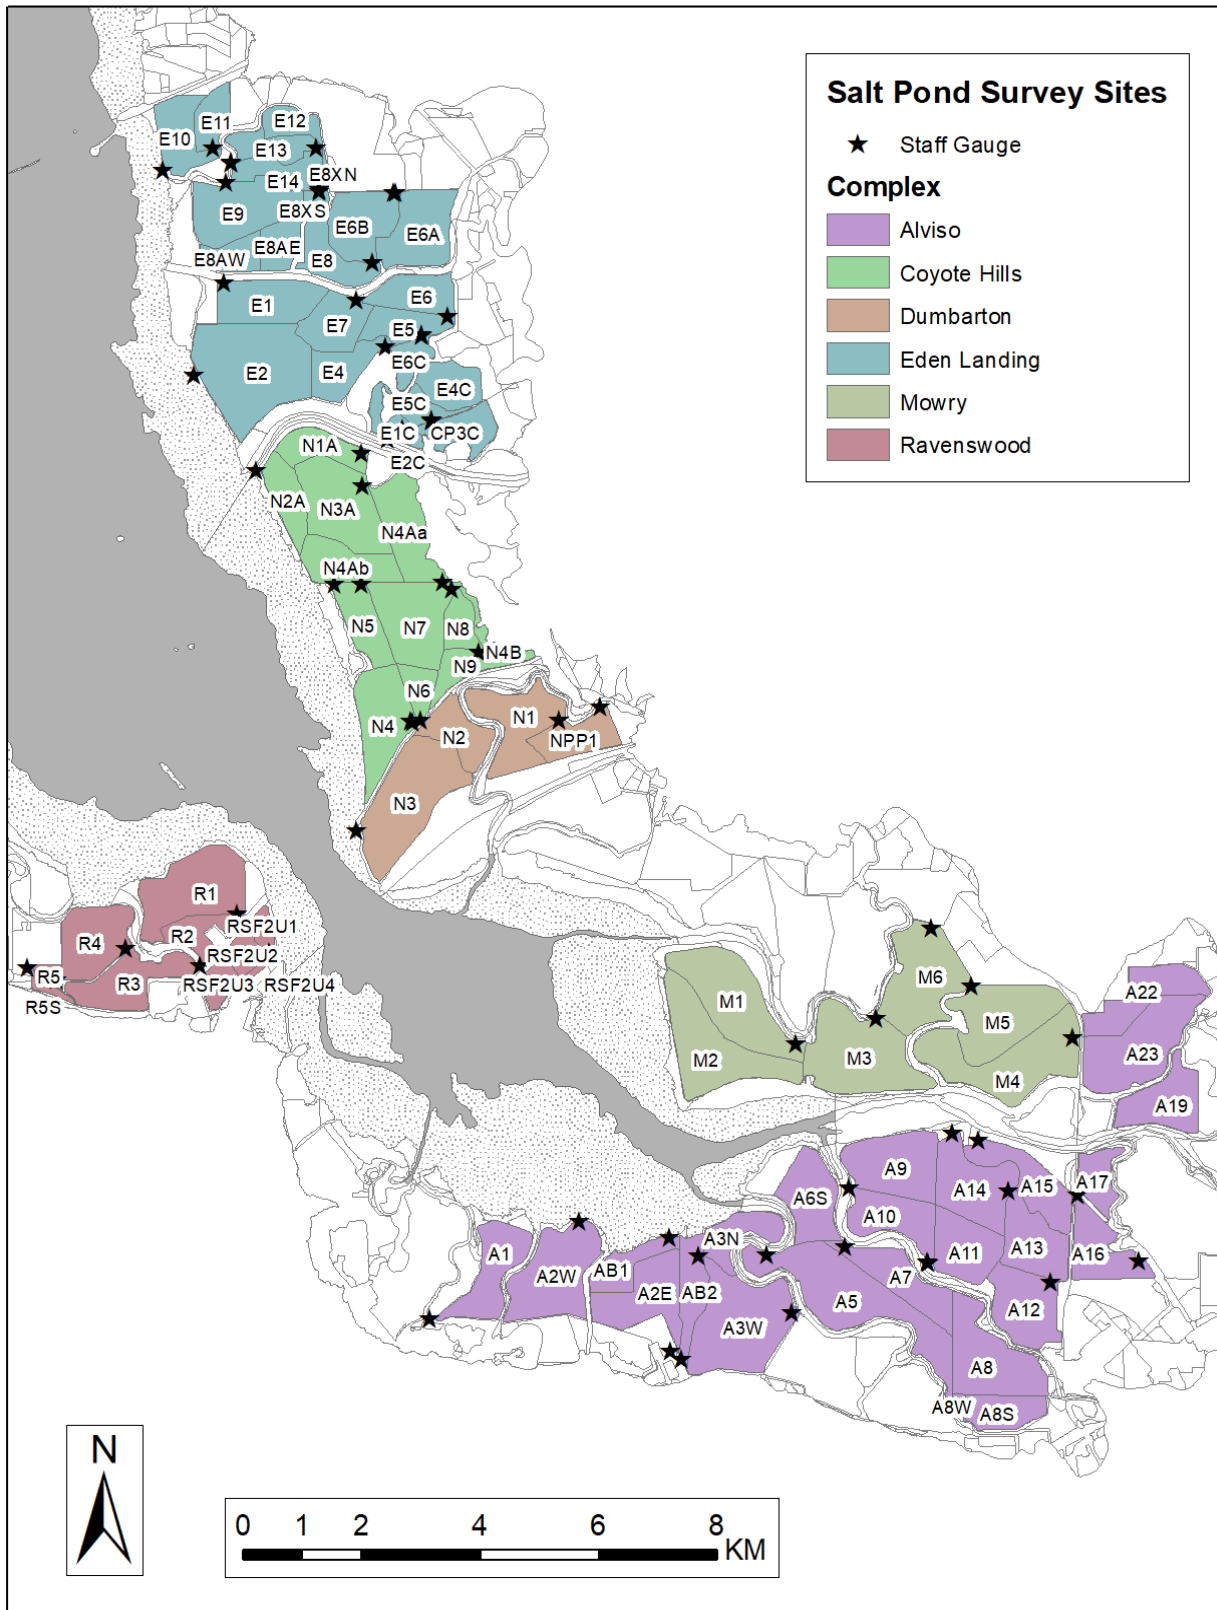 Salt Pond Survey Sites
Staff Gauge
Complex
Alviso
Coyote Hills
Dumbarton
Eden Landing
Mowry
Ravenswood
E10
E11
E12
E13
E14
E8XN
E9
E8XS
E6B
E6A
E8AE
E8AW
E8
E1
E6
E7
E5
E2
E4
E6C
E4C
E5C
E1C
CP3C
E2C
N1A
N2A
N3A
N4Aa
N4Ab
N5
N7
N8
N4B
N9
N6
N4
N2
N1
NPP1
N3
R1
R2
RSF2U1
R4
RSF2U2
R5
R3
RSF2U3
RSF2U4
R5S
M1
M6
M2
M3
M5
M4
A22
A23
A19
A9
A14
A15
A17
A6S
A10
A1
A3N
A11
A13
A16
A2W
AB1
A2E
AB2
A7
A5
A12
A3W
A8
A8W
A8S
N
0 1 2 4 6 8
KM